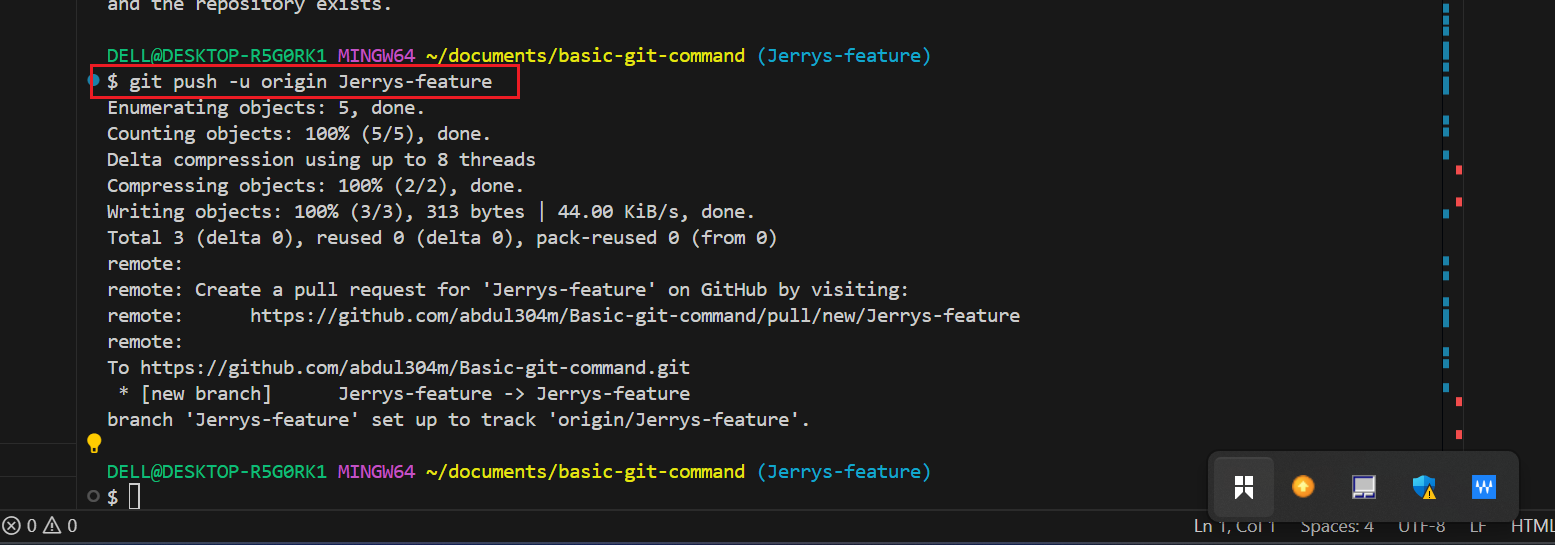 and the repository exists.
DELL@DESKTOP-R5G0RK1 MINGW64 ~/documents/basic-git-command (Jerrys-feature)
$ git push -u origin Jerrys-feature
Enumerating objects: 5, done.
Counting objects: 100% (5/5), done.
Delta compression using up to 8 threads
Compressing objects: 100% (2/2), done.
Writing objects: 100% (3/3), 313 bytes | 44.00 KiB/s, done.
Total 3 (delta 0), reused 0 (delta 0), pack-reused 0 (from 0)
remote:
remote: Create a pull request for 'Jerrys-feature' on GitHub by visiting:
remote:      https://github.com/abdul304m/Basic-git-command/pull/new/Jerrys-feature
remote:
To https://github.com/abdul304m/Basic-git-command.git
 * [new branch]      Jerrys-feature -> Jerrys-feature
branch 'Jerrys-feature' set up to track 'origin/Jerrys-feature'.
DELL@DESKTOP-R5G0RK1 MINGW64 ~/documents/basic-git-command (Jerrys-feature)
$
0 0 Ln 1, Col 1 Spaces: 4 UTF-8 LF HTML